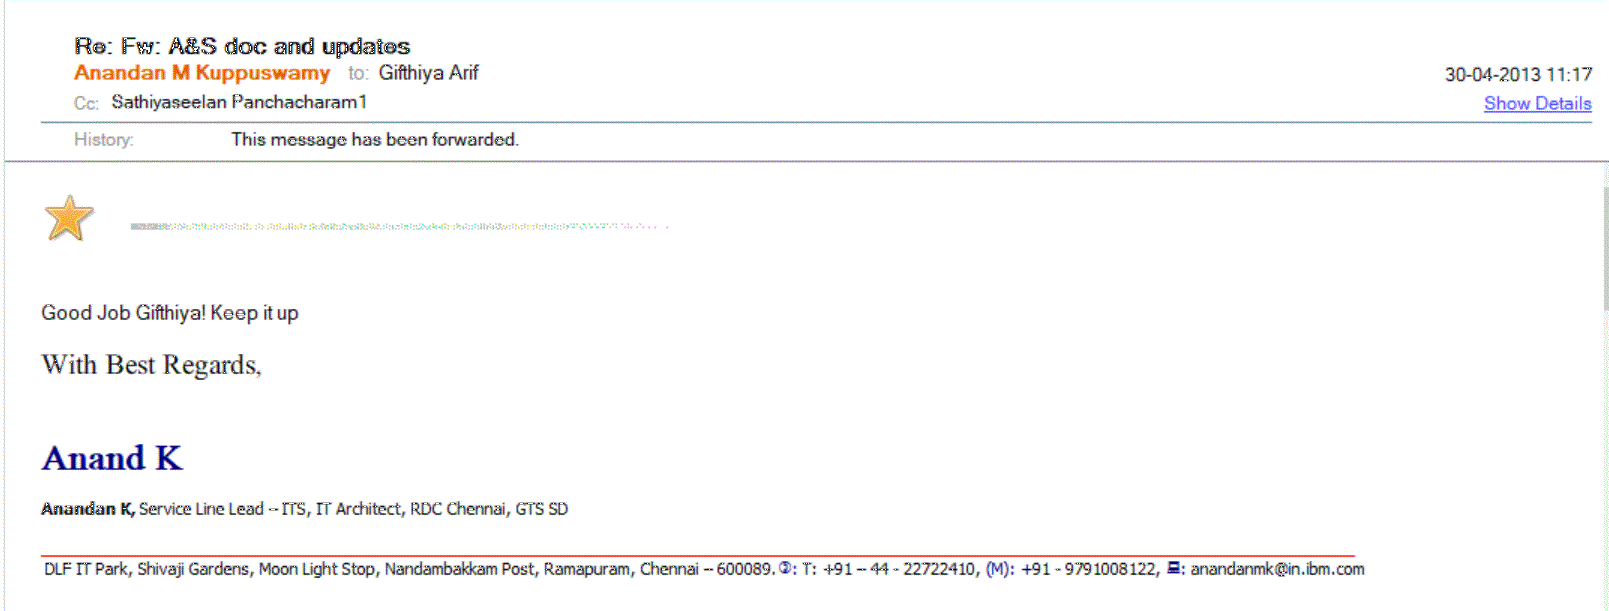 Re: Fw: A&S doc and updates
Anandan M Kuppuswamy to: Gifthiya Arif
30-04-2013 11:17
Cc: Sathiyaseelan Panchacharam1
Show Details
History: This message has been forwarded.
Good Job Gifthiya! Keep it up
With Best Regards,
Anand K
Anandan K, Service Line Lead – ITS, IT Architect, RDC Chennai, GTS SD
DLF IT Park, Shivaji Gardens, Moon Light Stop, Nandambakkam Post, Ramapuram, Chennai – 600089. ②: T: +91 – 44 - 22722410, (M): +91 - 9791008122, 💻: anandanmk@in.ibm.com